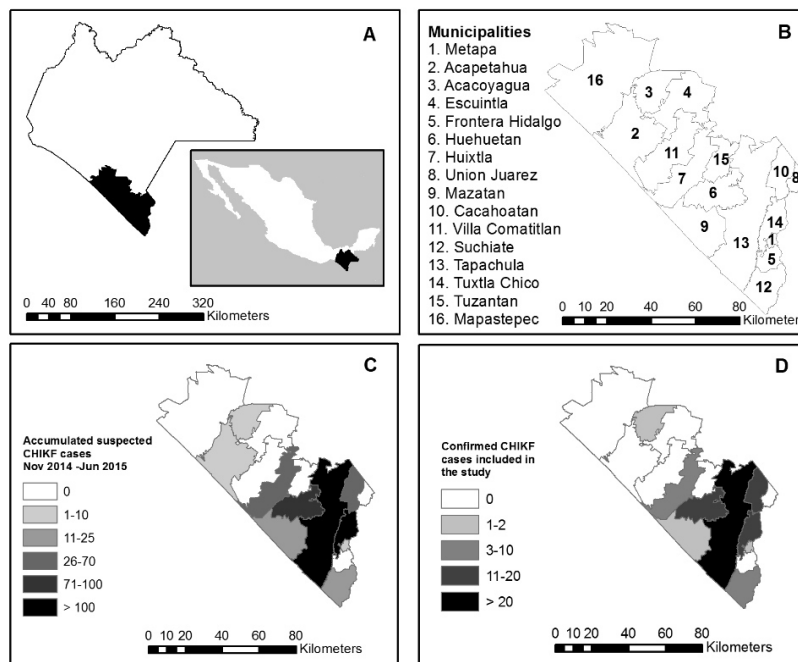 A
0 40 80 160 240 320
Kilometers
B
Municipalities
1. Metapa
2. Acapetahua
3. Acacoyagua
4. Escuintla
5. Frontera Hidalgo
6. Huehuetan
7. Huixtla
8. Union Juarez
9. Mazatan
10. Cacahoatan
11. Villa Comatitlan
12. Suchiate
13. Tapachula
14. Tuxtla Chico
15. Tuzantan
16. Mapastepec
16
3
4
2
11
15
10
8
7
6
14
9
13
1
5
12
0 10 20 40 60 80
Kilometers
C
Accumulated suspected
CHIKF cases
Nov 2014 -Jun 2015
0
1-10
11-25
26-70
71-100
> 100
0 10 20 40 60 80
Kilometers
D
Confirmed CHIKF
cases included in
the study
0
1-2
3-10
11-20
> 20
0 10 20 40 60 80
Kilometers